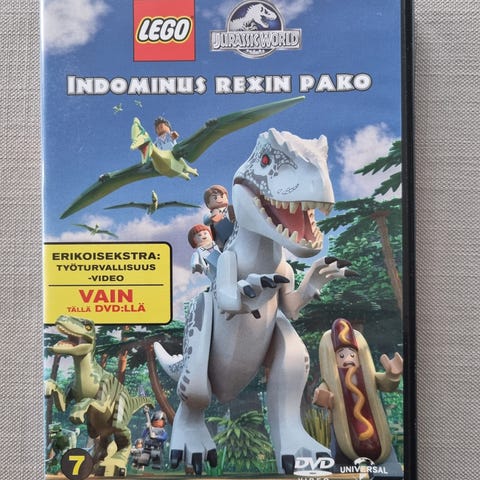 LEGO
JURASSIC WORLD
INDOMINUS REXIN PAKO
ERIKOISEKSTRA:
TYÖTURVALLISUUS
-VIDEO
VAIN
TÄLLÄ DVD:LLÄ
7
DVD
VIDEO
UNIVERSAL